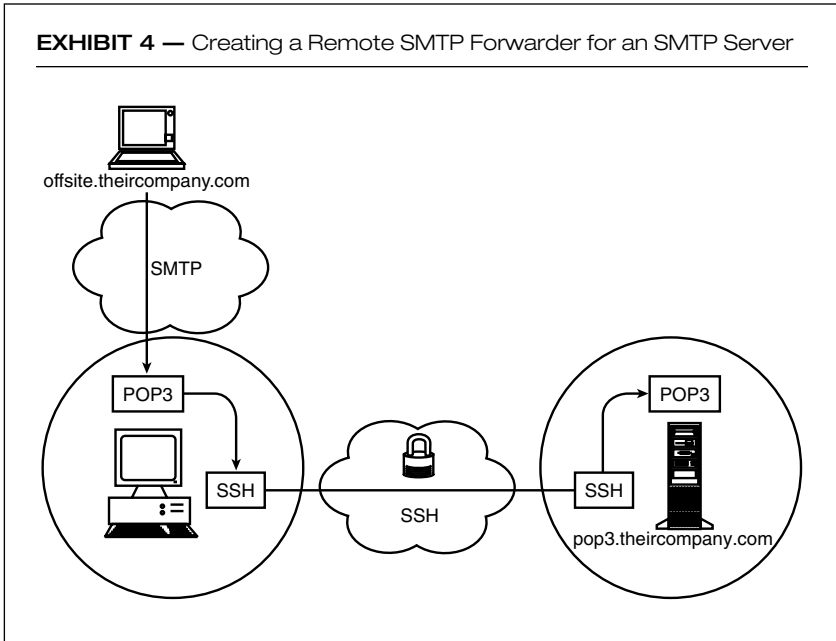 EXHIBIT 4 — Creating a Remote SMTP Forwarder for an SMTP Server
offsite.theircompany.com
SMTP
POP3
POP3
SSH
SSH
SSH
pop3.theircompany.com